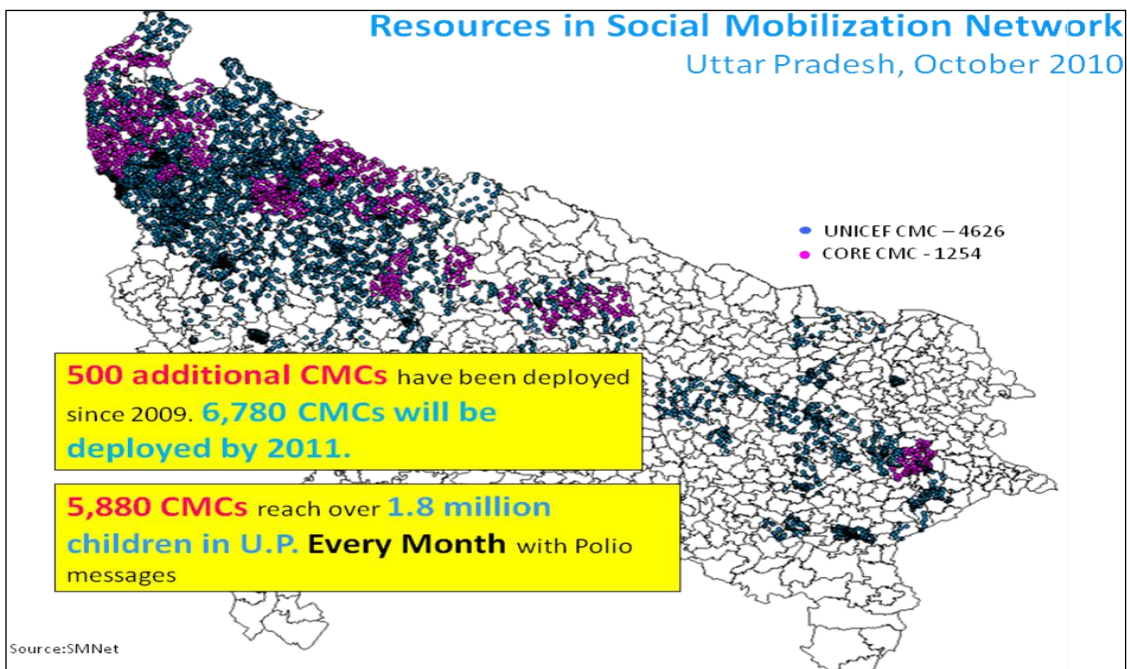 Resources in Social Mobilization Network
Uttar Pradesh, October 2010
UNICEF CMC – 4626
CORE CMC - 1254
500 additional CMCs have been deployed
since 2009. 6,780 CMCs will be
deployed by 2011.
5,880 CMCs reach over 1.8 million
children in U.P. Every Month with Polio
messages
Source:SMNet